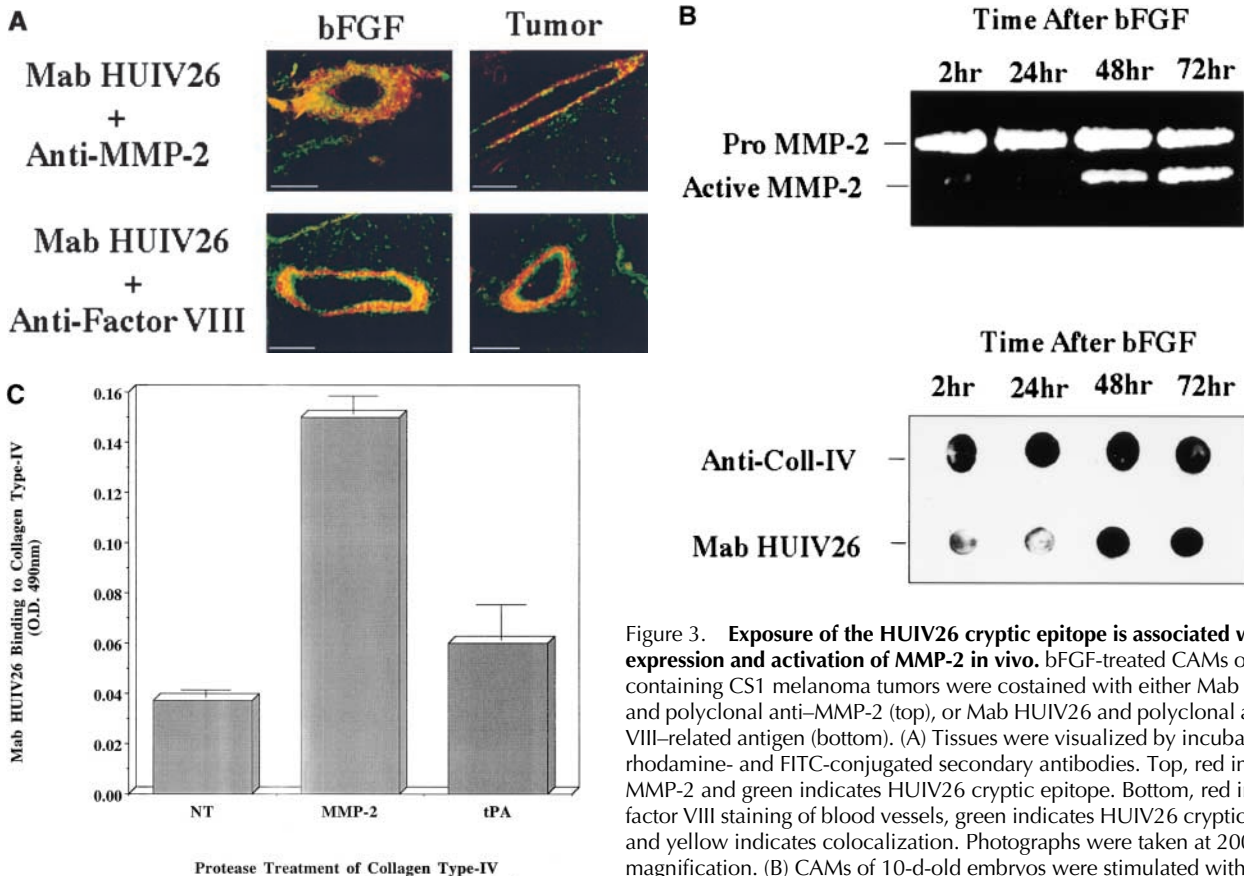 A
bFGF
Tumor
Mab HUIV26
+
Anti-MMP-2
Mab HUIV26
+
Anti-Factor VIII
B
Time After bFGF
2hr 24hr 48hr 72hr
Pro MMP-2
Active MMP-2
Time After bFGF
2hr 24hr 48hr 72hr
Anti-Coll-IV
Mab HUIV26
C
Mab HUIV26 Binding to Collagen Type-IV
(O.D. 490nm)
0.16
0.14
0.12
0.10
0.08
0.06
0.04
0.02
0.00
NT MMP-2 tPA
Protease Treatment of Collagen Type-IV
Figure 3. Exposure of the HUIV26 cryptic epitope is associated
expression and activation of MMP-2 in vivo. bFGF-treated CAMs
containing CS1 melanoma tumors were costained with either Mab
and polyclonal anti–MMP-2 (top), or Mab HUIV26 and polyclonal
VIII–related antigen (bottom). (A) Tissues were visualized by
rhodamine- and FITC-conjugated secondary antibodies. Top, red
MMP-2 and green indicates HUIV26 cryptic epitope. Bottom, red
factor VIII staining of blood vessels, green indicates HUIV26 cryptic
and yellow indicates colocalization. Photographs were taken at
magnification. (B) CAMs of 10-d-old embryos were stimulated with